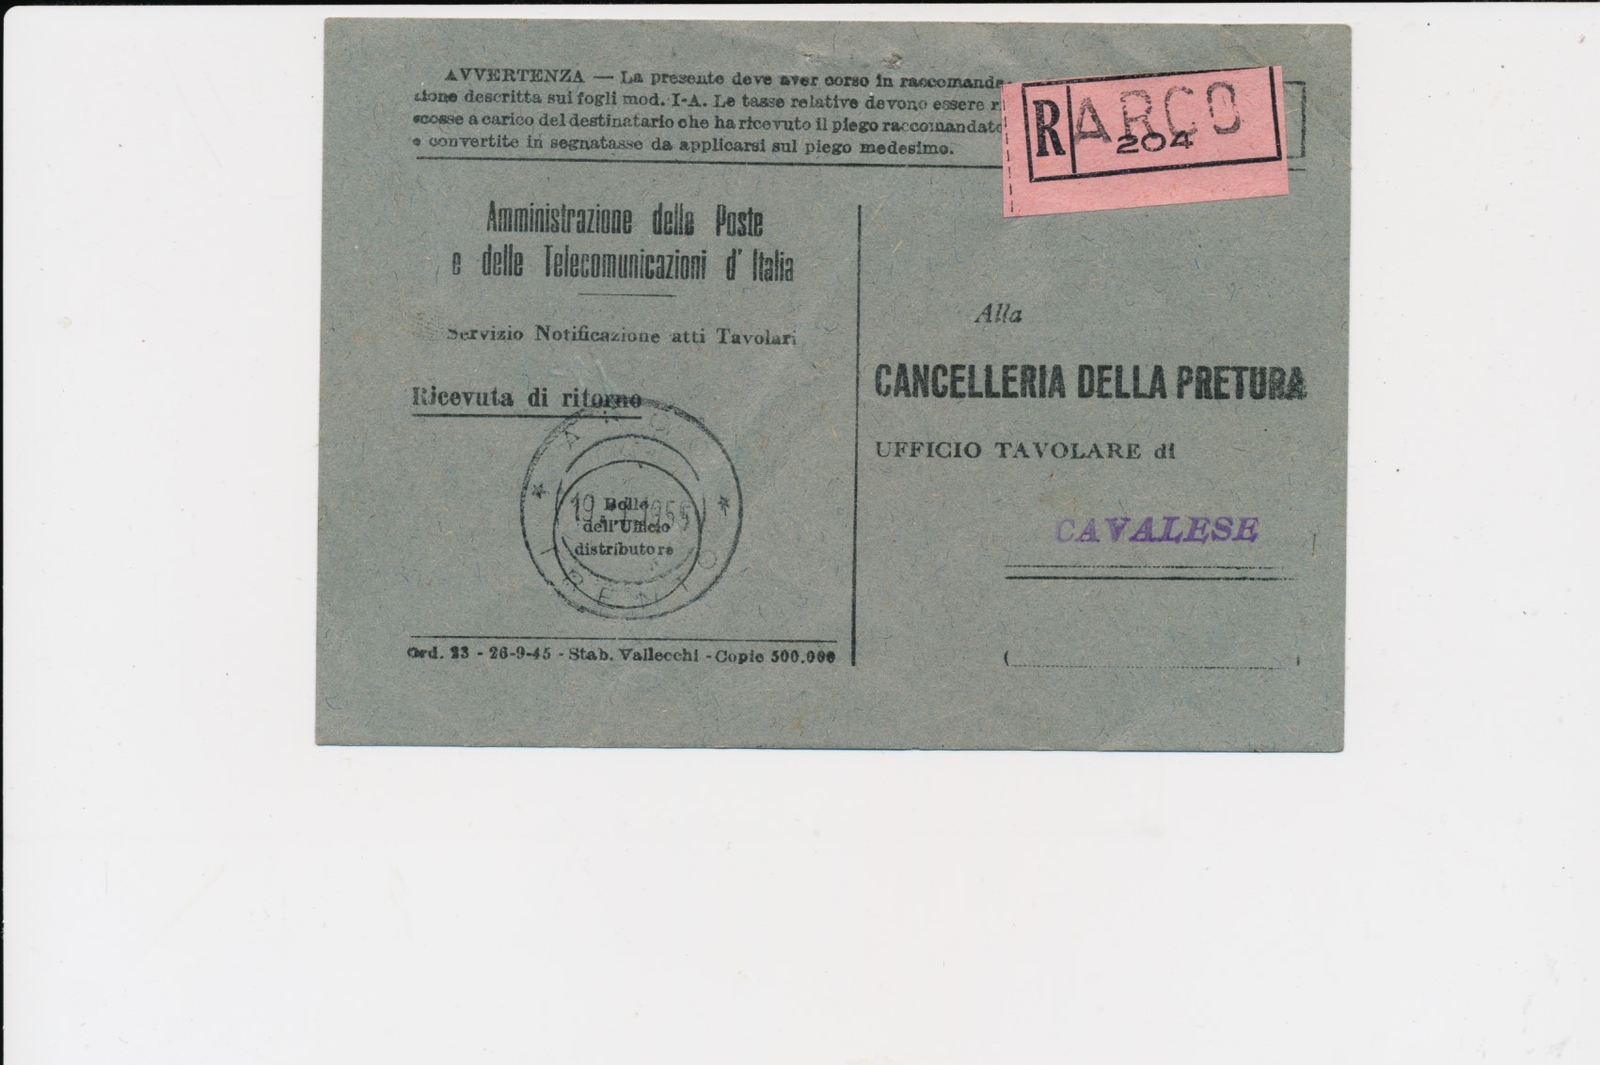 AVVERTENZA — La presente deve aver corso in raccomanda-
zione descritta sui fogli mod. I-A. Le tasse relative devono essere r
scosse a carico del destinatario che ha ricevuto il piego raccomandato
e convertite in segnatasse da applicarsi sul piego medesimo.
R ARCO
204
Amministrazione delle Poste
e delle Telecomunicazioni d' Italia
Servizio Notificazione atti Tavolari
Ricevuta di ritorno
ARCO
Bollo
dell'Ufficio
distributore
TRENTO
Ord. 23 - 26-9-45 - Stab. Vallecchi - Copie 500.000
Alla
CANCELLERIA DELLA PRETURA
UFFICIO TAVOLARE di
CAVALESE